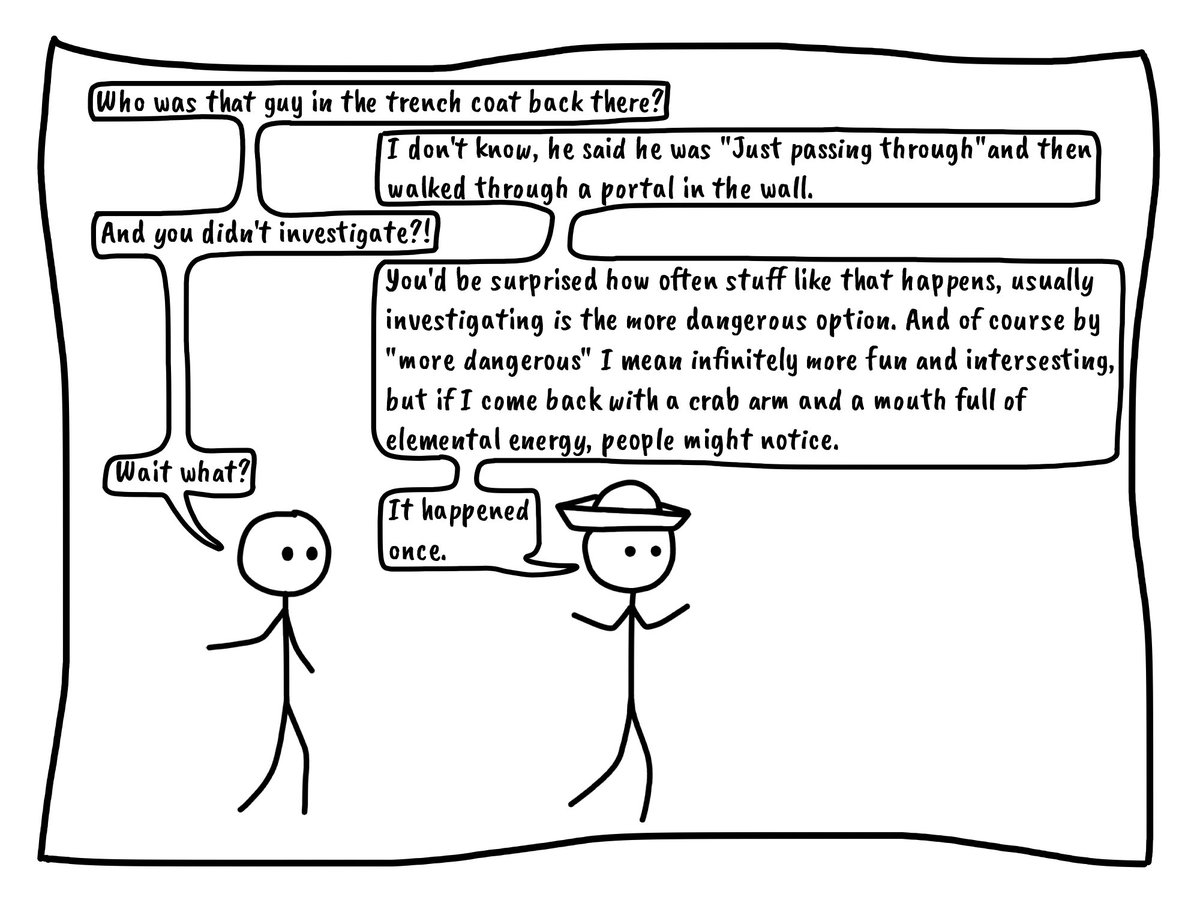 Who was that guy in the trench coat back there?
I don't know, he said he was "Just passing through"and then
walked through a portal in the wall.
And you didn't investigate?!
You'd be surprised how often stuff like that happens, usually
investigating is the more dangerous option. And of course by
"more dangerous" I mean infinitely more fun and intersesting,
but if I come back with a crab arm and a mouth full of
elemental energy, people might notice.
Wait what?
It happened
once.